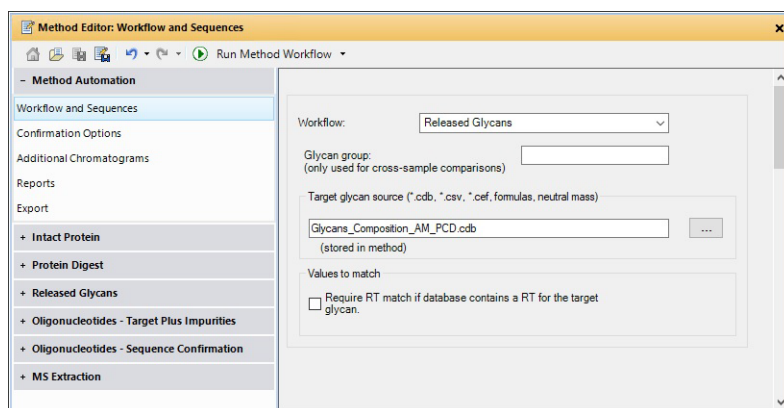 Method Editor: Workflow and Sequences
Run Method Workflow
− Method Automation
Workflow and Sequences
Confirmation Options
Additional Chromatograms
Reports
Export
+ Intact Protein
+ Protein Digest
+ Released Glycans
+ Oligonucleotides - Target Plus Impurities
+ Oligonucleotides - Sequence Confirmation
+ MS Extraction
Workflow:
Released Glycans
Glycan group:
(only used for cross-sample comparisons)
Target glycan source (*.cdb, *.csv, *.cef, formulas, neutral mass)
Glycans_Composition_AM_PCD.cdb
...
(stored in method)
Values to match
Require RT match if database contains a RT for the target
glycan.